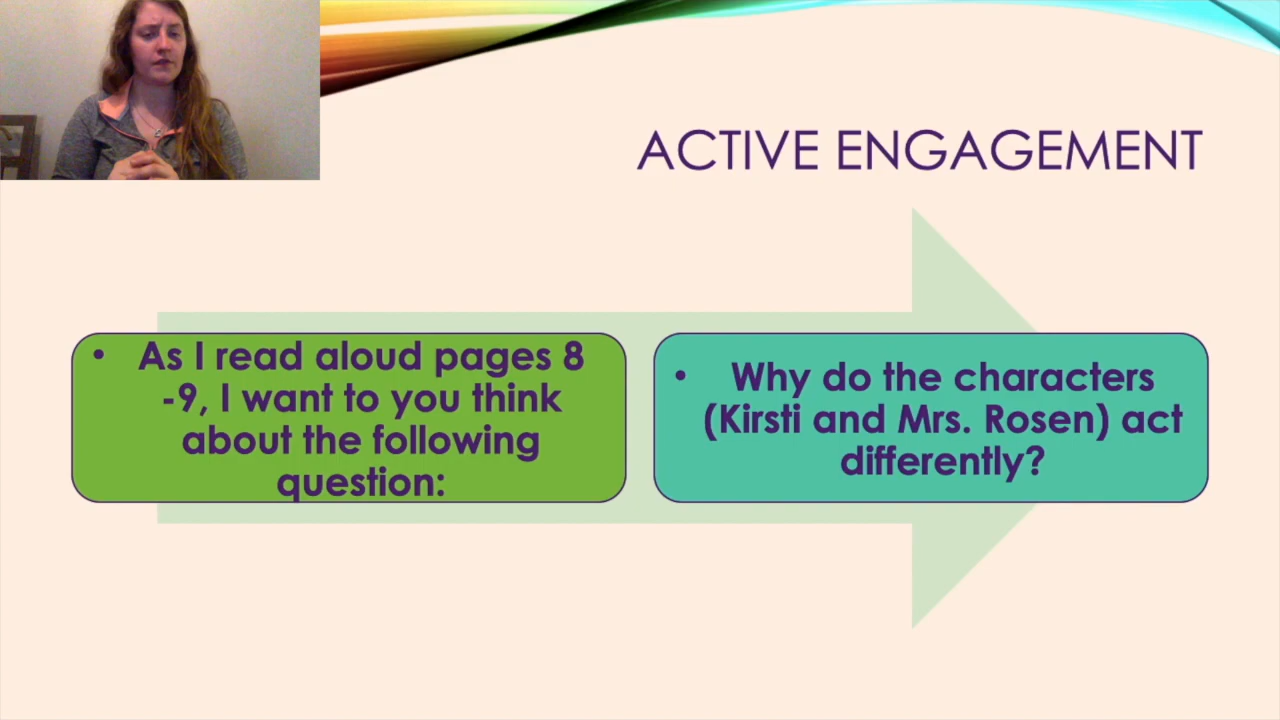 ACTIVE ENGAGEMENT
• As I read aloud pages 8
-9, I want to you think
about the following
question:
• Why do the characters
(Kirsti and Mrs. Rosen) act
differently?